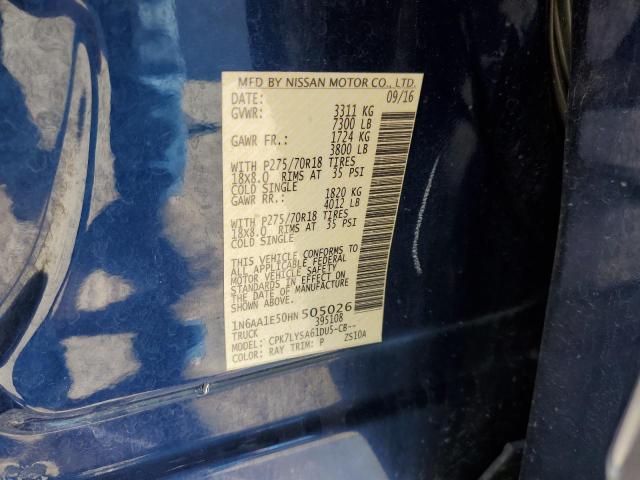 MFD BY NISSAN MOTOR CO., LTD.
DATE: 09/16
GVWR: 3311 KG
7300 LB
GAWR FR.: 1724 KG
3800 LB
WITH P275/70R18 TIRES
18X8.0 RIMS AT 35 PSI
COLD SINGLE
GAWR RR.: 1820 KG
4012 LB
WITH P275/70R18 TIRES
18X8.0 RIMS AT 35 PSI
COLD SINGLE
THIS VEHICLE CONFORMS TO
ALL APPLICABLE FEDERAL
MOTOR VEHICLE SAFETY
STANDARDS IN EFFECT ON
THE DATE OF MANUFACTURE
SHOWN ABOVE.
1N6AA1E50HN505026
TRUCK 395108
MODEL: CPK7LYSA61DU5-CB--
COLOR: RAY TRIM: P ZS10A